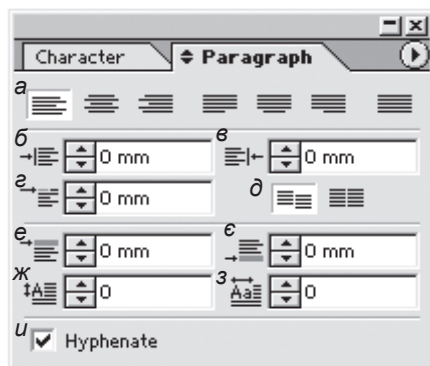 Character Paragraph
а
б 0 mm в 0 mm
г 0 mm д
е 0 mm є 0 mm
ж 0 з 0
и Hyphenate